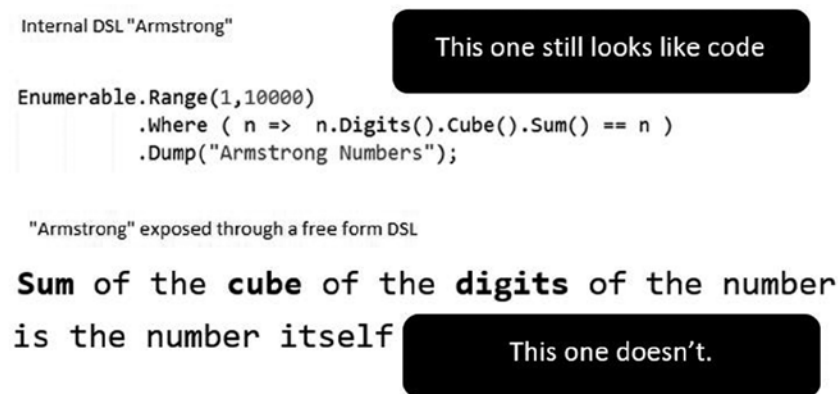 Internal DSL "Armstrong"
This one still looks like code
Enumerable.Range(1,10000)
.Where ( n => n.Digits().Cube().Sum() == n )
.Dump("Armstrong Numbers");
"Armstrong" exposed through a free form DSL
Sum of the cube of the digits of the number
is the number itself
This one doesn’t.